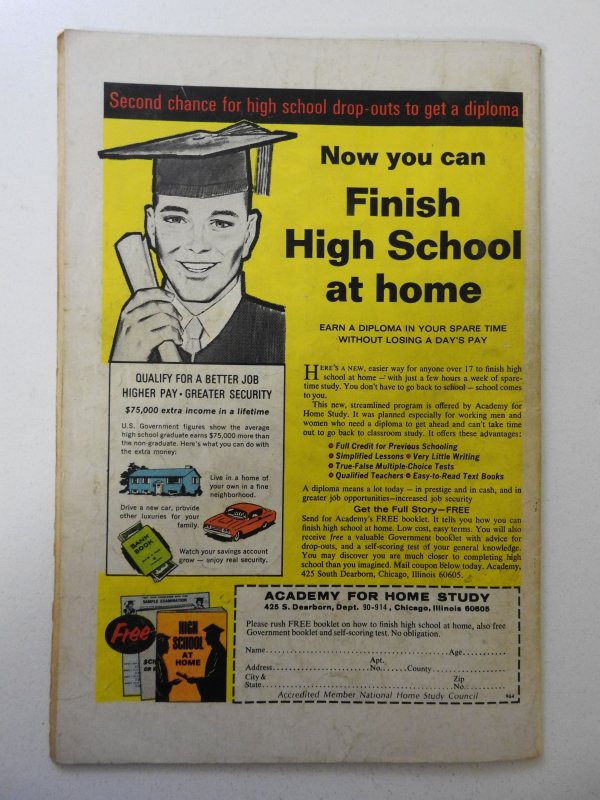 Second chance for high school drop-outs to get a diploma
Now you can
Finish
High School
at home
EARN A DIPLOMA IN YOUR SPARE TIME
WITHOUT LOSING A DAY'S PAY
QUALIFY FOR A BETTER JOB
HIGHER PAY • GREATER SECURITY
$75,000 extra income in a lifetime
U.S. Government figures show the average
high school graduate earns $75,000 more than
the non-graduate. Here's what you can do with
the extra money:
Live in a home of
your own in a fine
neighborhood.
Drive a new car, provide
other luxuries for your
family.
BANK
BOOK
Watch your savings account
grow — enjoy real security.
HERE'S A NEW, easier way for anyone over 17 to finish high
school at home — with just a few hours a week of spare-
time study. You don't have to go back to school — school comes
to you.
This new, streamlined program is offered by Academy for
Home Study. It was planned especially for working men and
women who need a diploma to get ahead and can't take time
out to go back to classroom study. It offers these advantages:
• Full Credit for Previous Schooling
• Simplified Lessons • Very Little Writing
• True-False Multiple-Choice Tests
• Qualified Teachers • Easy-to-Read Text Books
A diploma means a lot today — in prestige and in cash, and in
greater job opportunities—increased job security
Get the Full Story—FREE
Send for Academy's FREE booklet. It tells you how you can
finish high school at home. Low cost, easy terms. You will also
receive free a valuable Government booklet with advice for
drop-outs, and a self-scoring test of your general knowledge.
You may discover you are much closer to completing high
school than you imagined. Mail coupon below today. Academy,
425 South Dearborn, Chicago, Illinois 60605.
SAMPLE EXAMINATION
Free
HIGH
SCHOOL
AT
HOME
ACADEMY FOR HOME STUDY
425 S. Dearborn, Dept. 90-914, Chicago, Illinois 60605
Please rush FREE booklet on how to finish high school at home, also free
Government booklet and self-scoring test. No obligation.
Name Age
Apt.
Address No. County
City & Zip
State No.
Accredited Member National Home Study Council 964